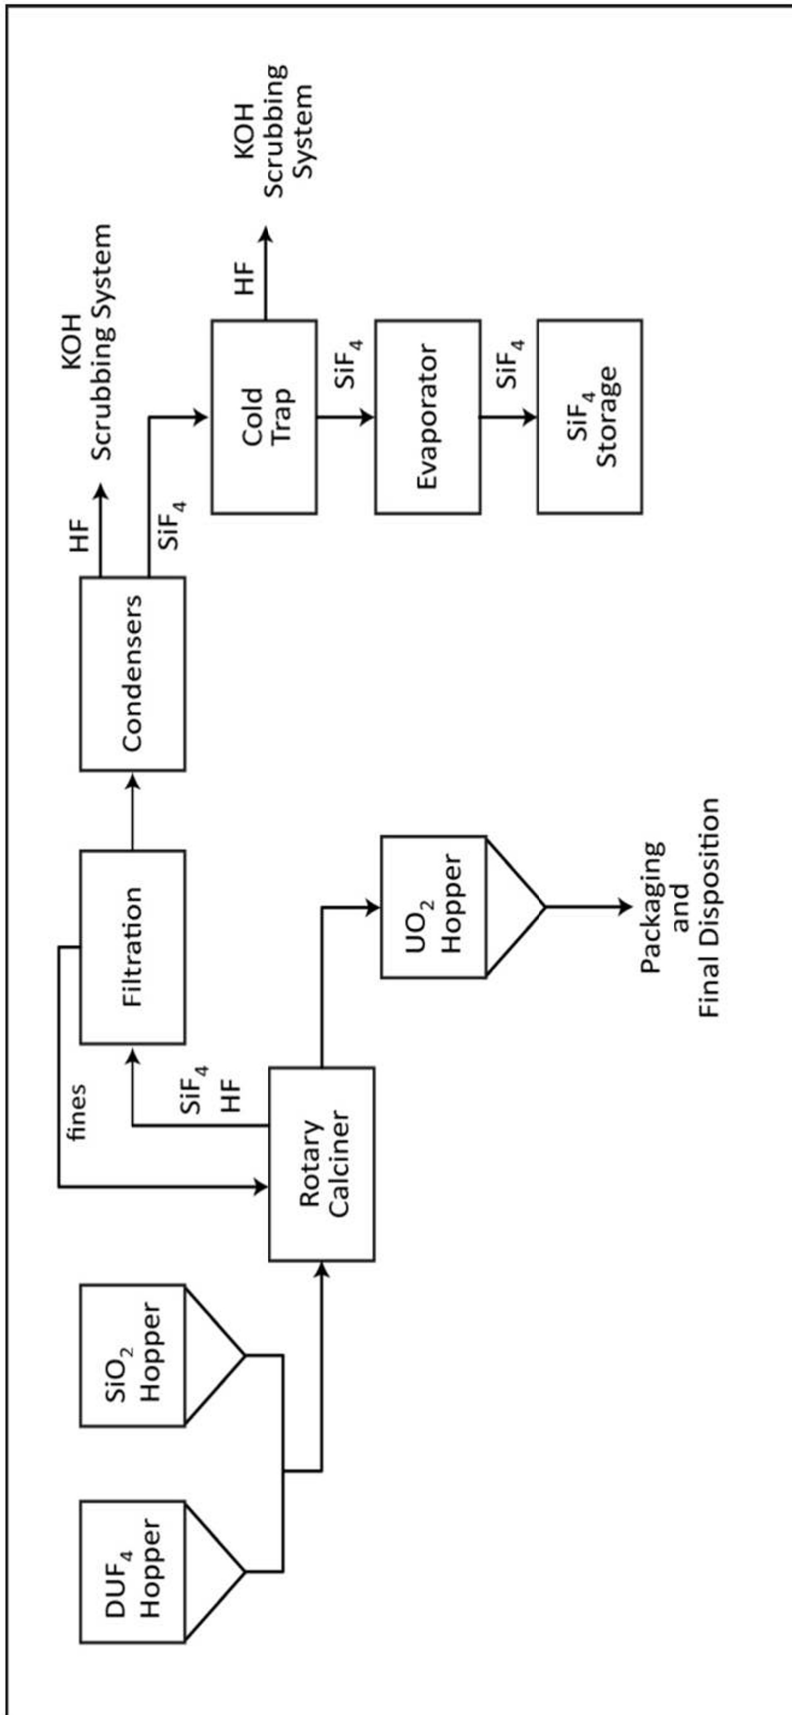 DUF₄
Hopper
SiO₂
Hopper
Rotary
Calciner
fines
SiF₄
HF
Filtration
UO₂
Hopper
Packaging
and
Final Disposition
Condensers
HF
KOH
Scrubbing System
SiF₄
Cold
Trap
HF
KOH
Scrubbing
System
SiF₄
Evaporator
SiF₄
SiF₄
Storage